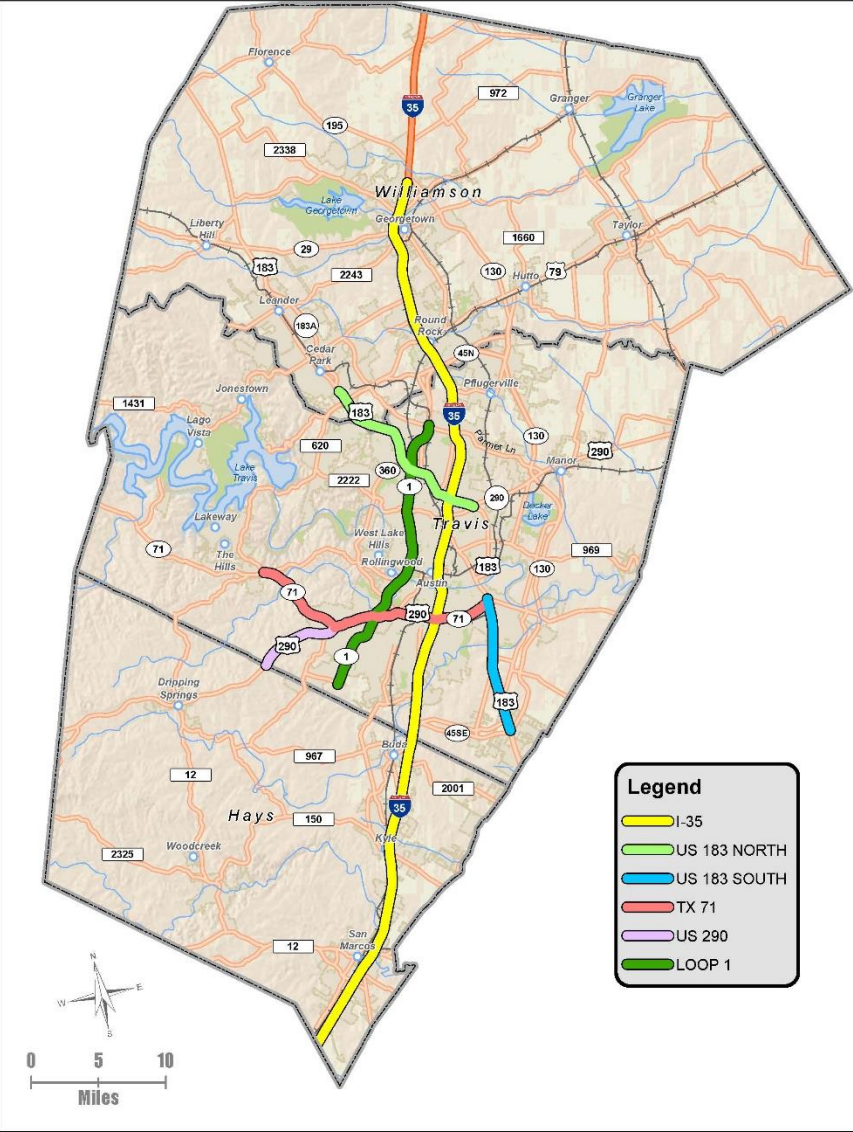 Florence
35
972
Granger
Granger
Lake
195
2338
Williamson
Lake
Georgetown
Georgetown
Taylor
Liberty
Hill
1660
29
183
2243
130
79
Hutto
Leander
183A
Round
Rock
Cedar
Park
45N
Pflugerville
Jonestown
1431
183
35
Lago
Vista
620
Parmer Ln
130
290
Manor
Lake
Travis
360
2222
1
290
Decker
Lake
Lakeway
Travis
71
The
Hills
West Lake
Hills
Rollingwood
183
130
969
Austin
71
290
71
290
1
Dripping
Springs
183
45SE
967
Buda
12
2001
Hays
150
35
Kyle
Woodcreek
2325
San
Marcos
12
Legend
I-35
US 183 NORTH
US 183 SOUTH
TX 71
US 290
LOOP 1
N
W
E
S
0 5 10
Miles